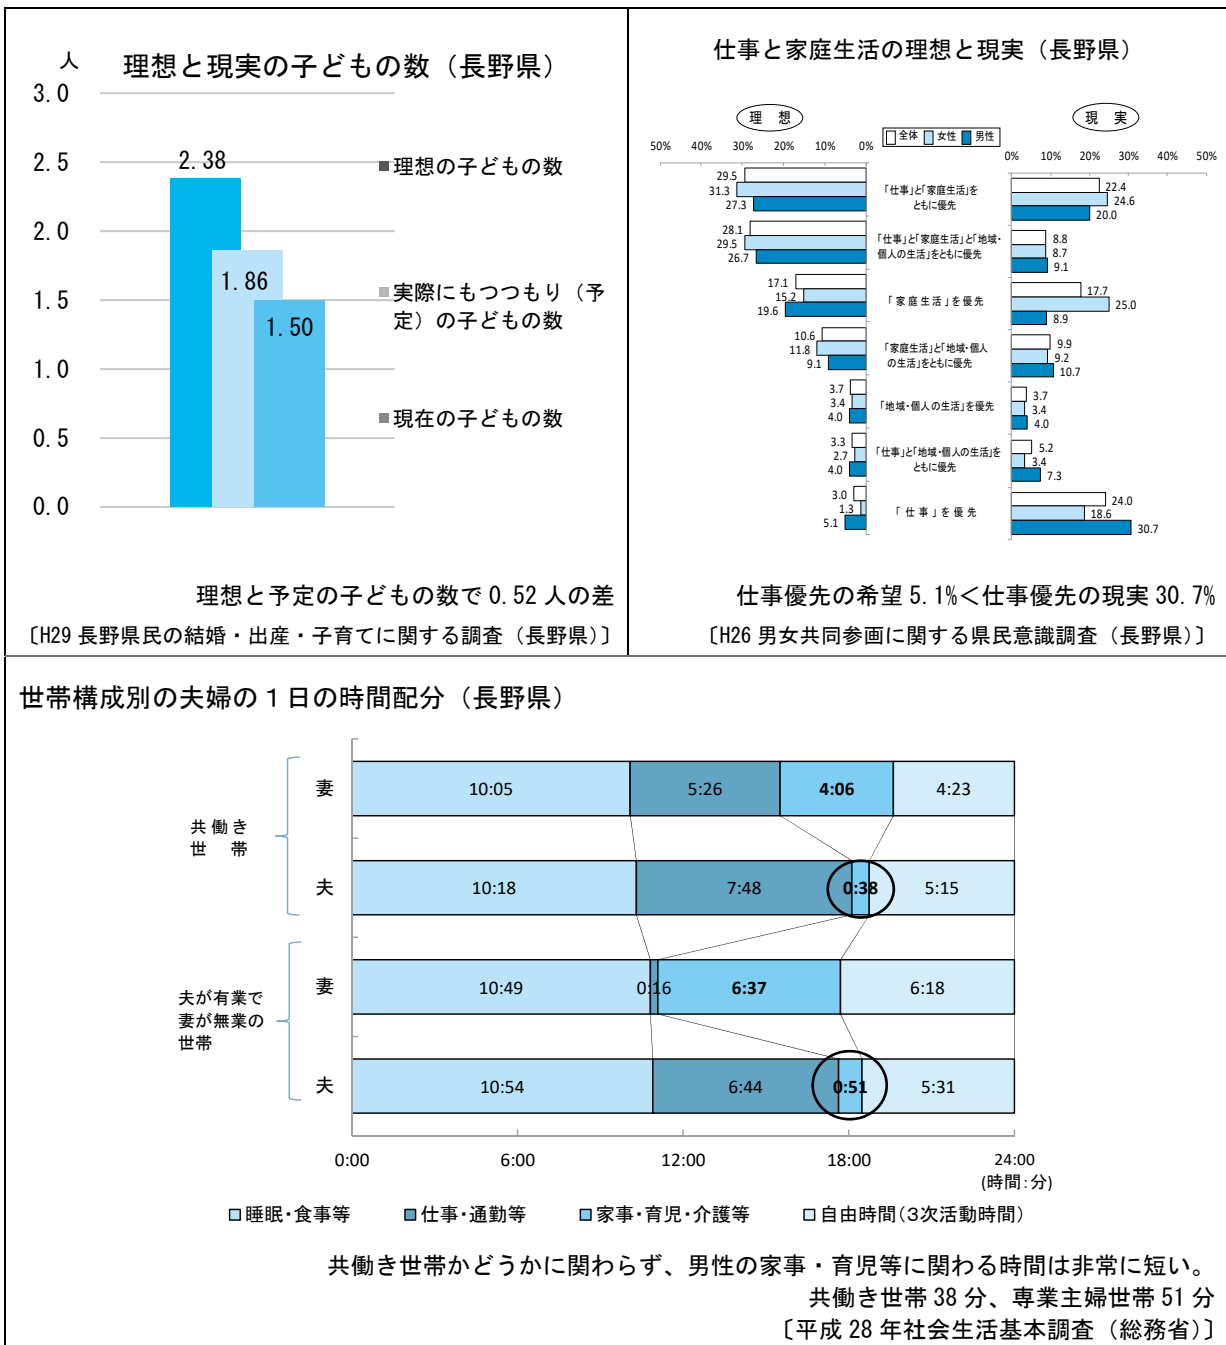 人
理想と現実の子どもの数（長野県）
3.0
2.5
2.0
1.5
1.0
0.5
0.0
2.38
1.86
1.50
理想の子どもの数
実際にもつつもり（予
定）の子どもの数
現在の子どもの数
理想と予定の子どもの数で 0.52 人の差
〔H29 長野県民の結婚・出産・子育てに関する調査（長野県）〕
仕事と家庭生活の理想と現実（長野県）
理 想
現 実
全体 女性 男性
50% 40% 30% 20% 10% 0%
0% 10% 20% 30% 40% 50%
29.5
31.3
27.3
「仕事」と「家庭生活」を
ともに優先
22.4
24.6
20.0
28.1
29.5
26.7
「仕事」と「家庭生活」と「地域・
個人の生活」をともに優先
8.8
8.7
9.1
17.1
15.2
19.6
「家庭生活」を優先
17.7
25.0
8.9
10.6
11.8
9.1
「家庭生活」と「地域・個人
の生活」をともに優先
9.9
9.2
10.7
3.7
3.4
4.0
「地域・個人の生活」を優先
3.7
3.4
4.0
3.3
2.7
4.0
「仕事」と「地域・個人の生活」を
ともに優先
5.2
3.4
7.3
3.0
1.3
5.1
「仕事」を優先
24.0
18.6
30.7
仕事優先の希望 5.1%＜仕事優先の現実 30.7%
〔H26 男女共同参画に関する県民意識調査（長野県）〕
世帯構成別の夫婦の１日の時間配分（長野県）
共働き
世 帯
妻 10:05 5:26 4:06 4:23
夫 10:18 7:48 0:38 5:15
夫が有業で
妻が無業の
世帯
妻 10:49 0:16 6:37 6:18
夫 10:54 6:44 0:51 5:31
0:00 6:00 12:00 18:00 24:00
(時間:分)
睡眠・食事等 仕事・通勤等 家事・育児・介護等 自由時間(3次活動時間)
共働き世帯かどうかに関わらず、男性の家事・育児等に関わる時間は非常に短い。
共働き世帯 38 分、専業主婦世帯 51 分
〔平成 28 年社会生活基本調査（総務省）〕